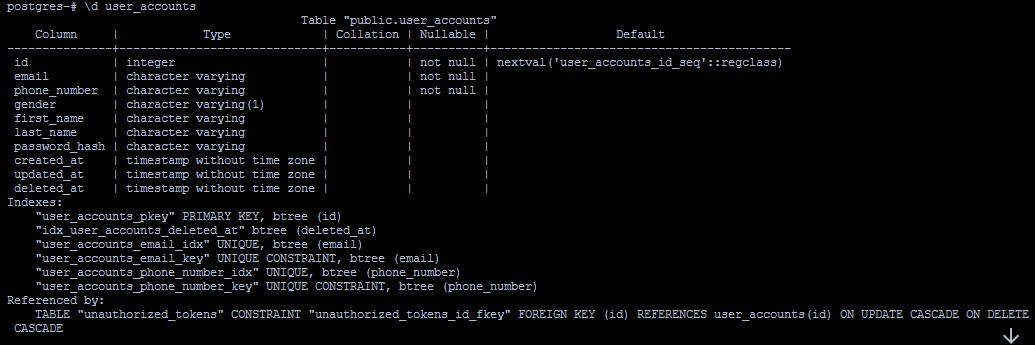 postgres-# \d user_accounts
                                          Table "public.user_accounts"
    Column     |            Type             | Collation | Nullable |                  Default
---------------+-----------------------------+-----------+----------+-------------------------------------------
 id            | integer                     |           | not null | nextval('user_accounts_id_seq'::regclass)
 email         | character varying           |           | not null |
 phone_number  | character varying           |           | not null |
 gender        | character varying(1)        |           |          |
 first_name    | character varying           |           |          |
 last_name     | character varying           |           |          |
 password_hash | character varying           |           |          |
 created_at    | timestamp without time zone |           |          |
 updated_at    | timestamp without time zone |           |          |
 deleted_at    | timestamp without time zone |           |          |
Indexes:
    "user_accounts_pkey" PRIMARY KEY, btree (id)
    "idx_user_accounts_deleted_at" btree (deleted_at)
    "user_accounts_email_idx" UNIQUE, btree (email)
    "user_accounts_email_key" UNIQUE CONSTRAINT, btree (email)
    "user_accounts_phone_number_idx" UNIQUE, btree (phone_number)
    "user_accounts_phone_number_key" UNIQUE CONSTRAINT, btree (phone_number)
Referenced by:
    TABLE "unauthorized_tokens" CONSTRAINT "unauthorized_tokens_id_fkey" FOREIGN KEY (id) REFERENCES user_accounts(id) ON UPDATE CASCADE ON DELETE
 CASCADE